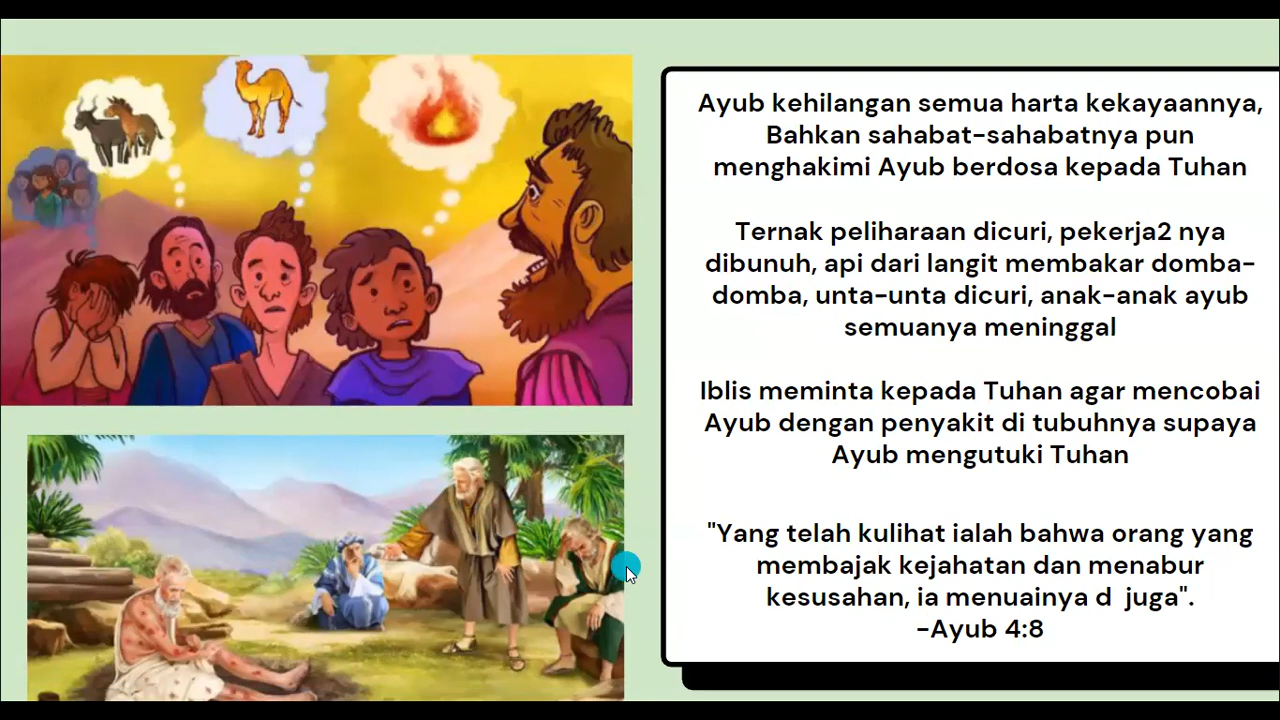 Ayub kehilangan semua harta kekayaannya,
Bahkan sahabat-sahabatnya pun
menghakimi Ayub berdosa kepada Tuhan
Ternak peliharaan dicuri, pekerja2 nya
dibunuh, api dari langit membakar domba-
domba, unta-unta dicuri, anak-anak ayub
semuanya meninggal
Iblis meminta kepada Tuhan agar mencobai
Ayub dengan penyakit di tubuhnya supaya
Ayub mengutuki Tuhan
"Yang telah kulihat ialah bahwa orang yang
membajak kejahatan dan menabur
kesusahan, ia menuainya d juga".
-Ayub 4:8